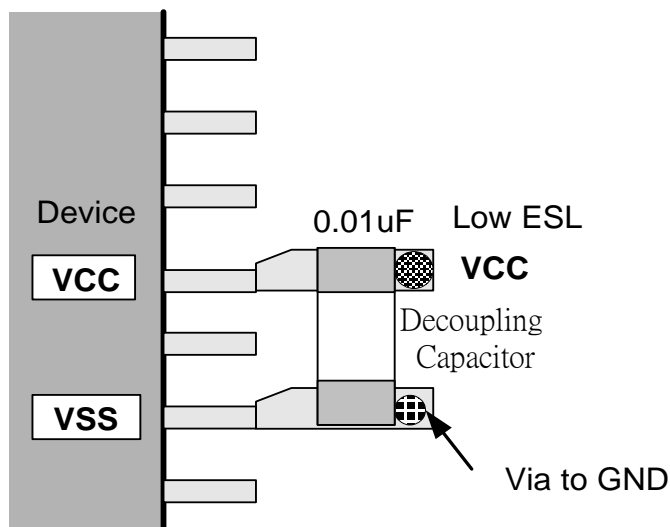 Device
0.01uF
Low ESL
VCC
VCC
Decoupling
Capacitor
VSS
Via to GND